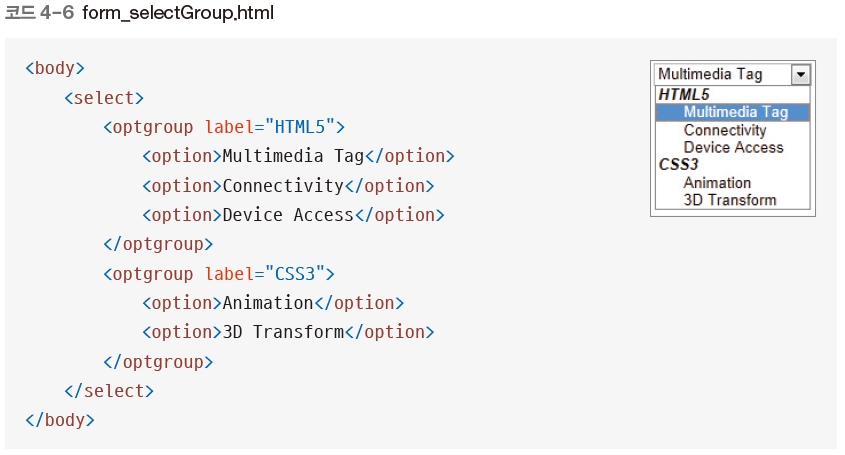 코드 4-6 form_selectGroup.html
<body>
<select>
<optgroup label="HTML5">
<option>Multimedia Tag</option>
<option>Connectivity</option>
<option>Device Access</option>
</optgroup>
<optgroup label="CSS3">
<option>Animation</option>
<option>3D Transform</option>
</optgroup>
</select>
</body>
Multimedia Tag
HTML5
Multimedia Tag
Connectivity
Device Access
CSS3
Animation
3D Transform